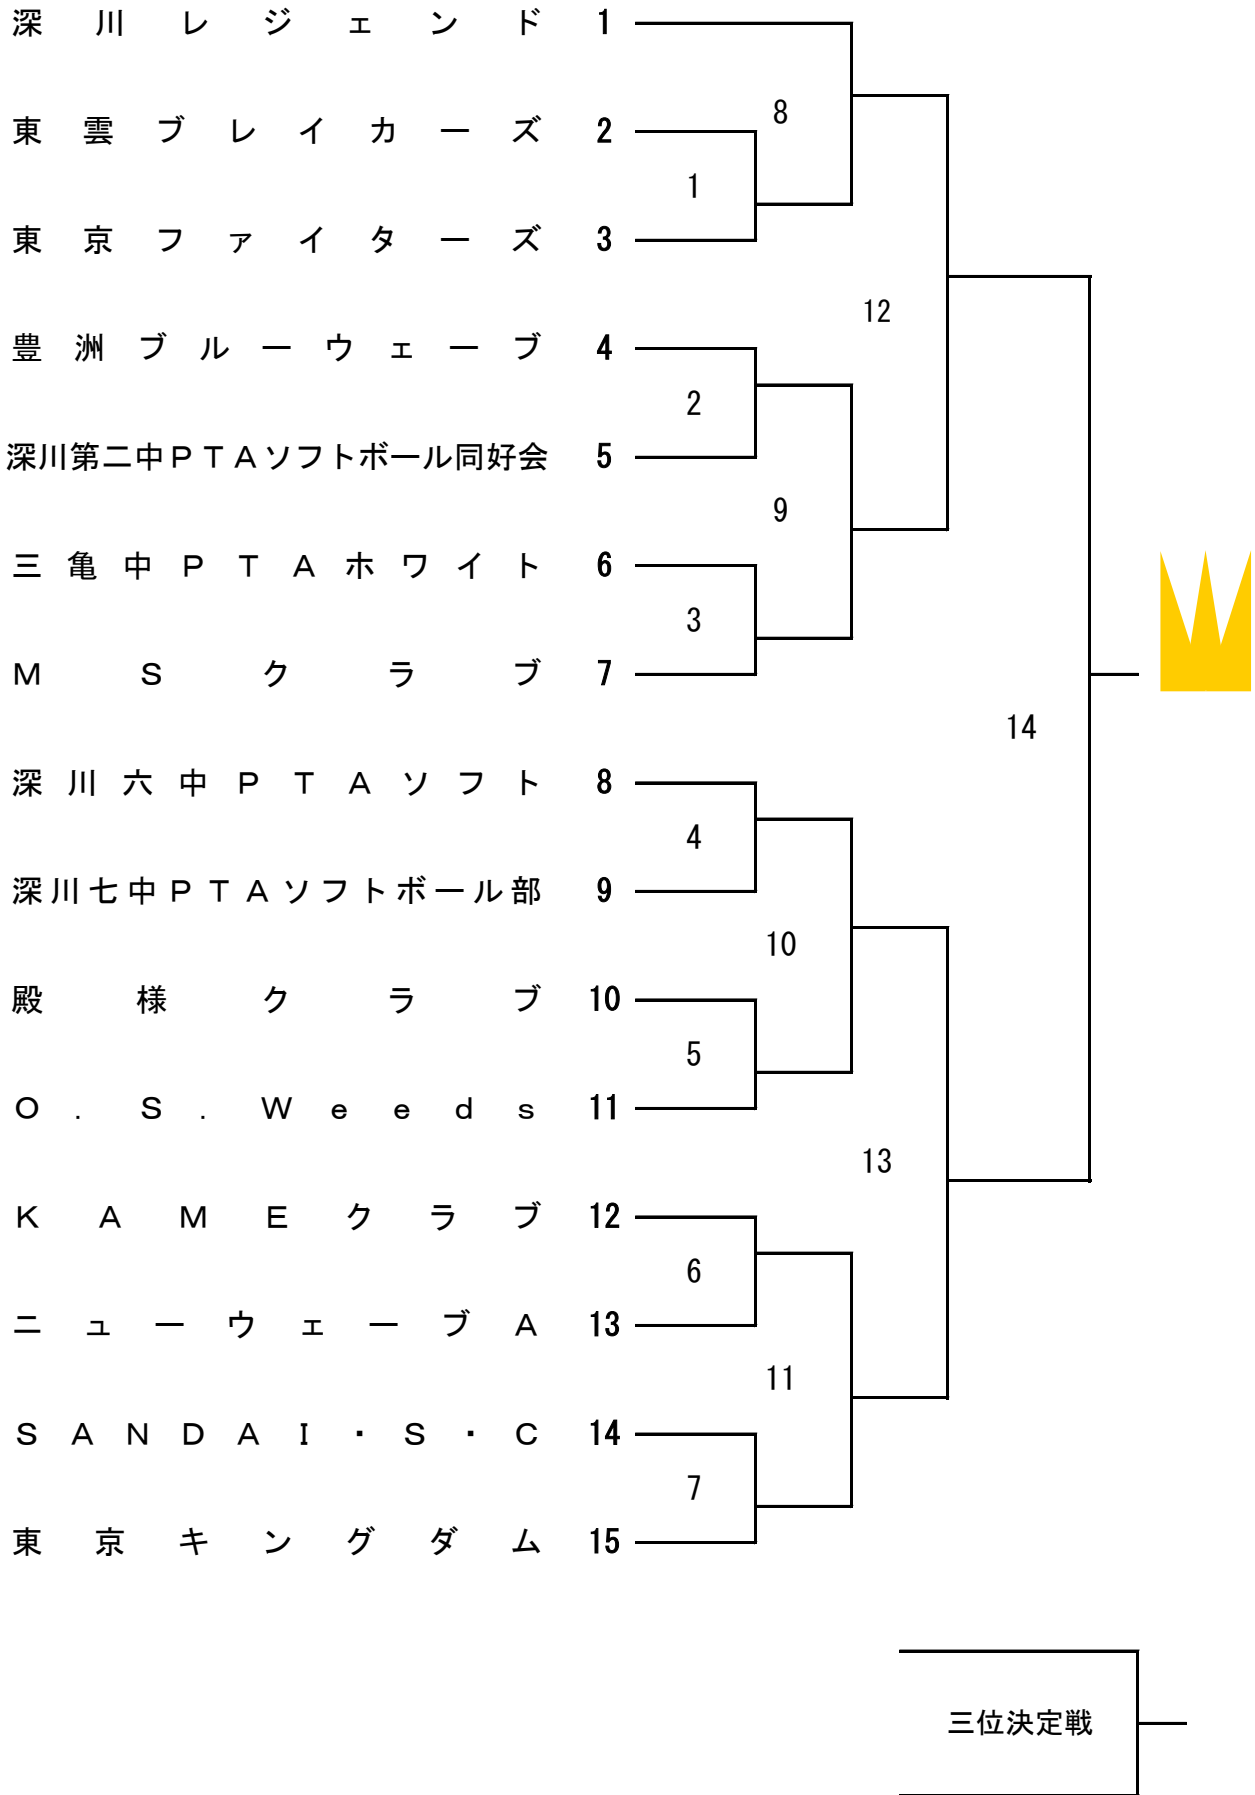 深川レジェンド 1
8
東雲ブレイカーズ 2
1
東京ファイターズ 3
12
豊洲ブルーウェーブ 4
2
深川第二中PTAソフトボール同好会 5
9
三亀中PTAホワイト 6
3
MSクラブ 7
14
深川六中PTAソフト 8
4
深川七中PTAソフトボール部 9
10
殿様クラブ 10
5
O.S.Weeds 11
13
KAMEクラブ 12
6
ニューウェーブA 13
11
SANDAI・S・C 14
7
東京キングダム 15
三位決定戦